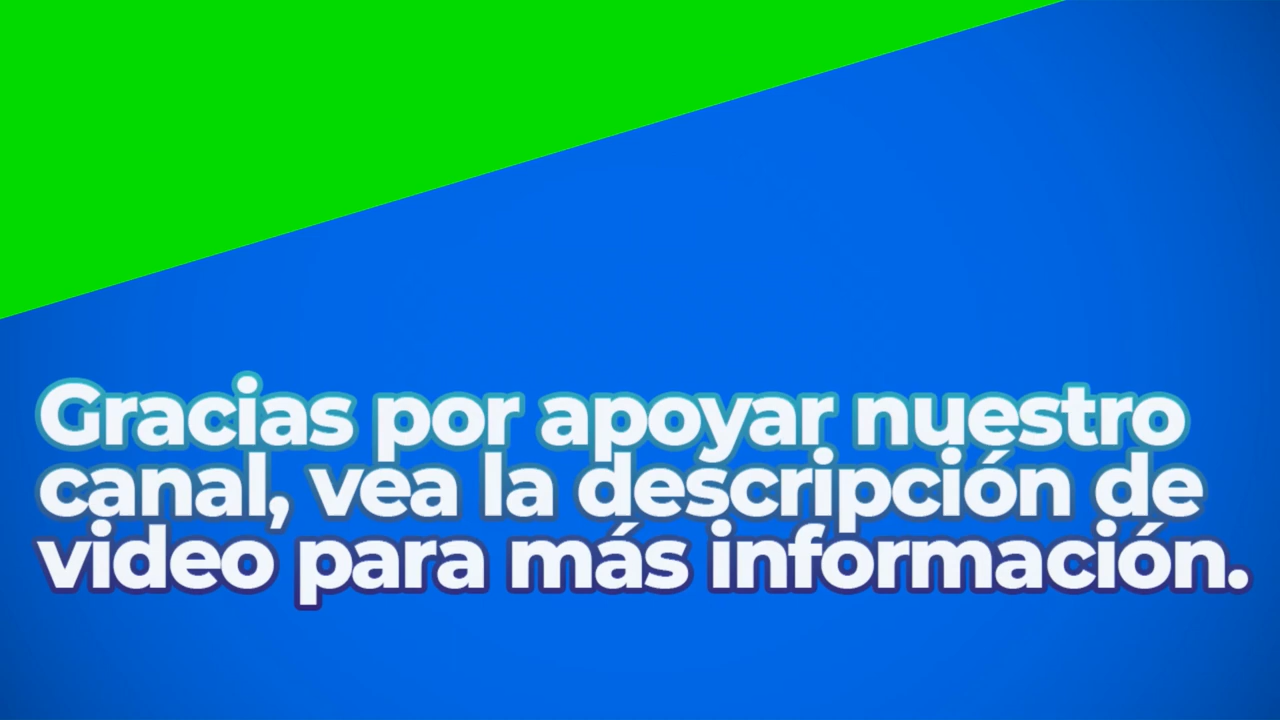 Gracias por apoyar nuestro
canal, vea la descripción de
video para más información.